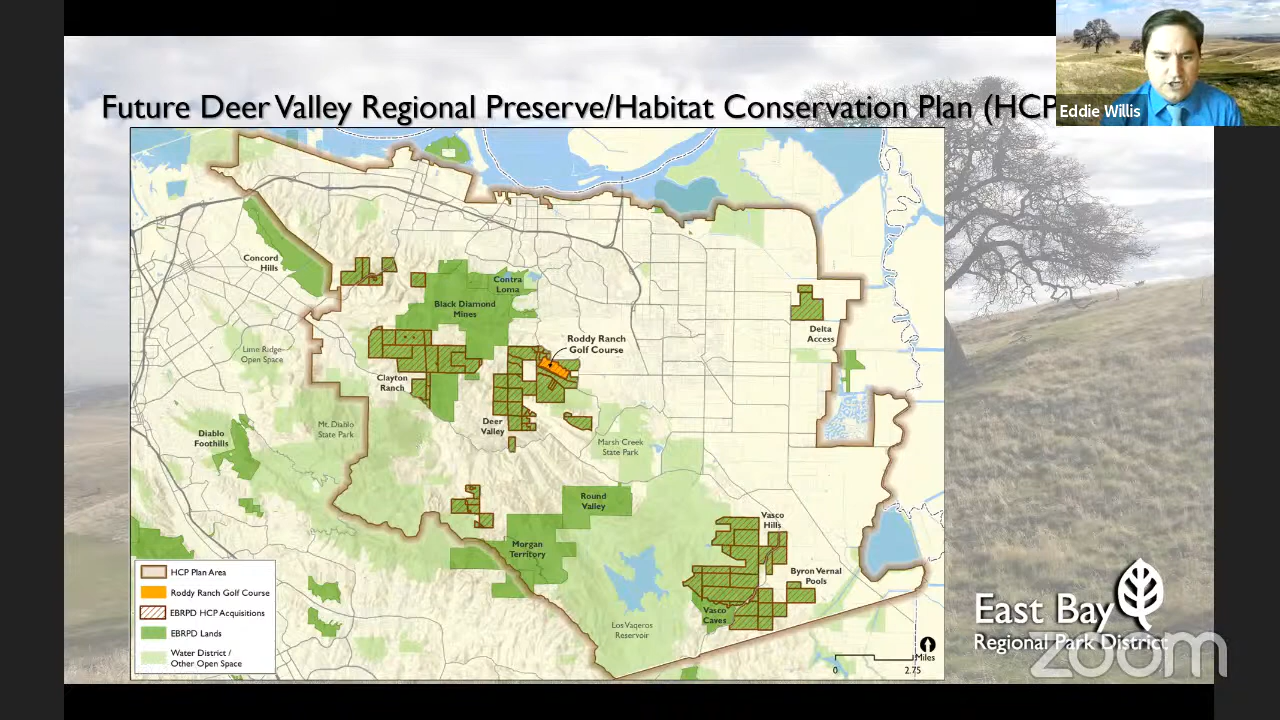 Future Deer Valley Regional Preserve/Habitat Conservation Plan (HCP
Eddie Willis
Concord
Hills
Contra
Loma
Black Diamond
Mines
Delta
Access
Roddy Ranch
Golf Course
Lime Ridge
Open Space
Clayton
Ranch
Deer
Valley
Mt. Diablo
State Park
Diablo
Foothills
Marsh Creek
State Park
Round
Valley
Vasco
Hills
Morgan
Territory
Byron Vernal
Pools
Vasco
Caves
Los Vaqeros
Reservoir
HCP Plan Area
Roddy Ranch Golf Course
EBRPD HCP Acquisitions
EBRPD Lands
Water District /
Other Open Space
Miles
0 2.75
East Bay
Regional Park District
zoom